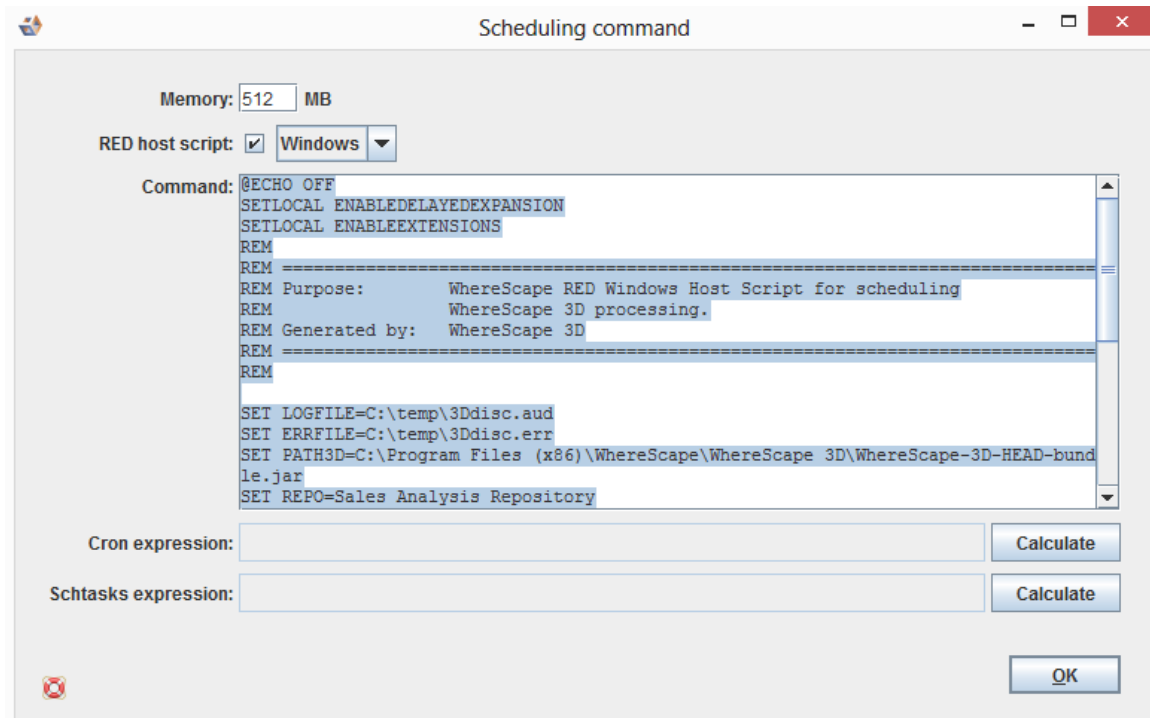 Scheduling command
Memory: 512 MB
RED host script: Windows
Command: @ECHO OFF
SETLOCAL ENABLEDELAYEDEXPANSION
SETLOCAL ENABLEEXTENSIONS
REM
REM ==============================================================================
REM Purpose: WhereScape RED Windows Host Script for scheduling
REM WhereScape 3D processing.
REM Generated by: WhereScape 3D
REM ==============================================================================
REM
SET LOGFILE=C:\temp\3Ddisc.aud
SET ERRFILE=C:\temp\3Ddisc.err
SET PATH3D=C:\Program Files (x86)\WhereScape\WhereScape 3D\WhereScape-3D-HEAD-bund
le.jar
SET REPO=Sales Analysis Repository
Cron expression: Calculate
Schtasks expression: Calculate
OK